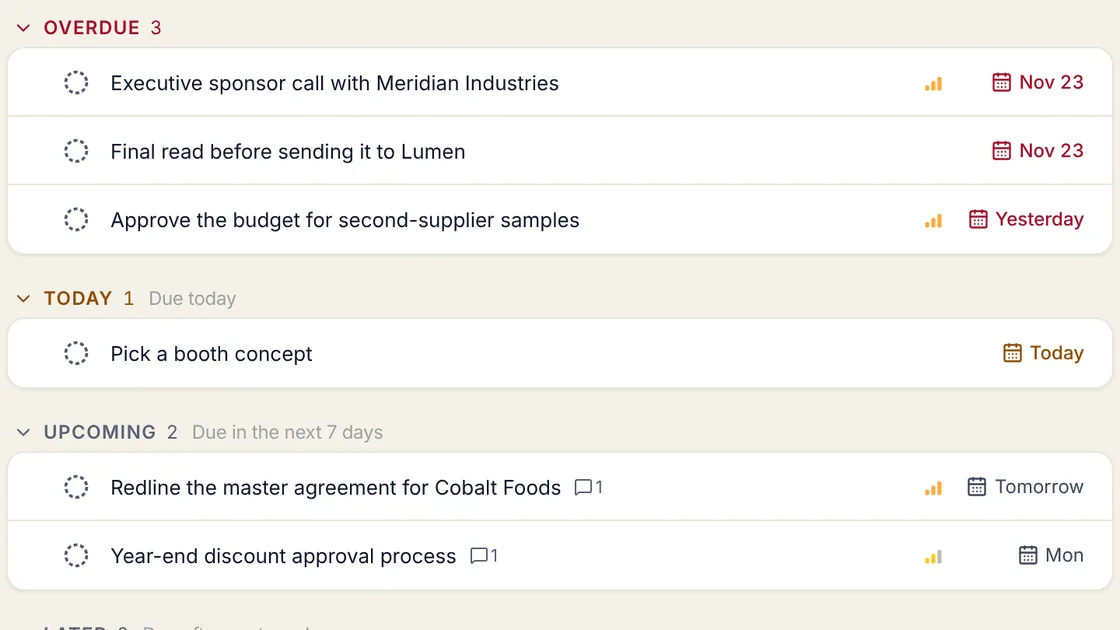 OVERDUE 3
Executive sponsor call with Meridian Industries Nov 23
Final read before sending it to Lumen Nov 23
Approve the budget for second-supplier samples Yesterday
TODAY 1 Due today
Pick a booth concept Today
UPCOMING 2 Due in the next 7 days
Redline the master agreement for Cobalt Foods 1 Tomorrow
Year-end discount approval process 1 Mon
LATER